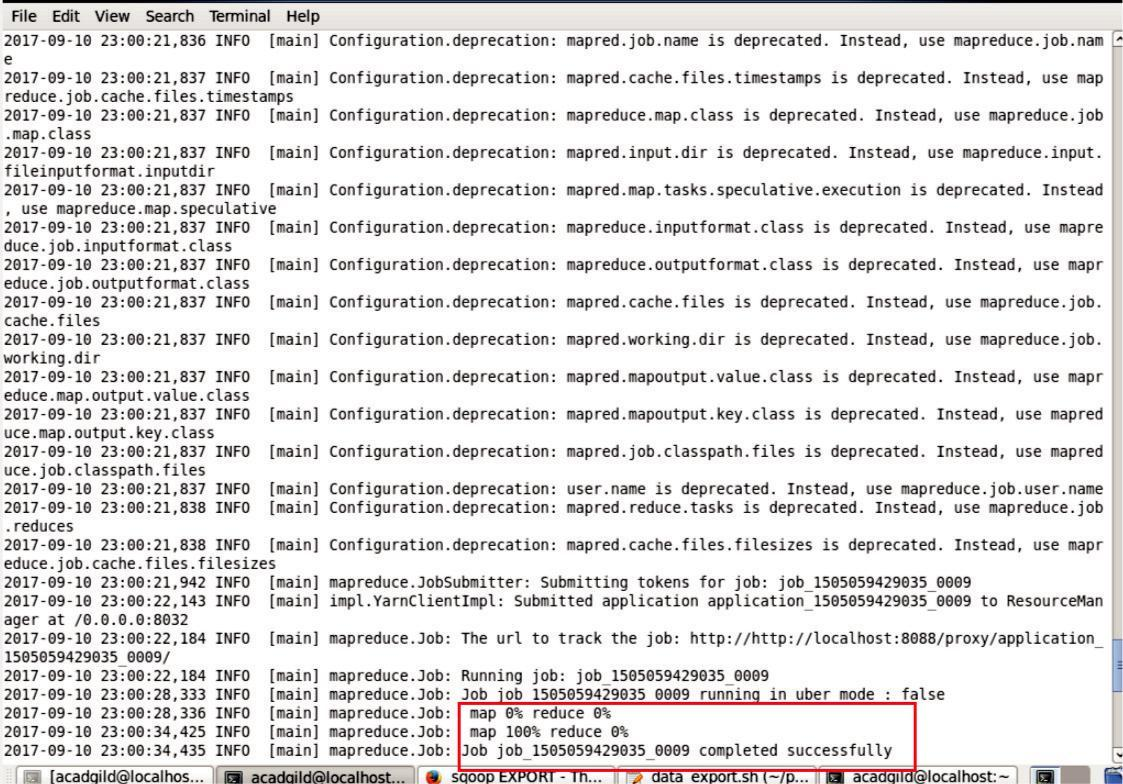 File Edit View Search Terminal Help
2017-09-10 23:00:21,836 INFO  [main] Configuration.deprecation: mapred.job.name is deprecated. Instead, use mapreduce.job.nam
e
2017-09-10 23:00:21,837 INFO  [main] Configuration.deprecation: mapred.cache.files.timestamps is deprecated. Instead, use map
reduce.job.cache.files.timestamps
2017-09-10 23:00:21,837 INFO  [main] Configuration.deprecation: mapreduce.map.class is deprecated. Instead, use mapreduce.job
.map.class
2017-09-10 23:00:21,837 INFO  [main] Configuration.deprecation: mapred.input.dir is deprecated. Instead, use mapreduce.input.
fileinputformat.inputdir
2017-09-10 23:00:21,837 INFO  [main] Configuration.deprecation: mapred.map.tasks.speculative.execution is deprecated. Instead
, use mapreduce.map.speculative
2017-09-10 23:00:21,837 INFO  [main] Configuration.deprecation: mapreduce.inputformat.class is deprecated. Instead, use mapre
duce.job.inputformat.class
2017-09-10 23:00:21,837 INFO  [main] Configuration.deprecation: mapreduce.outputformat.class is deprecated. Instead, use mapr
educe.job.outputformat.class
2017-09-10 23:00:21,837 INFO  [main] Configuration.deprecation: mapred.cache.files is deprecated. Instead, use mapreduce.job.
cache.files
2017-09-10 23:00:21,837 INFO  [main] Configuration.deprecation: mapred.working.dir is deprecated. Instead, use mapreduce.job.
working.dir
2017-09-10 23:00:21,837 INFO  [main] Configuration.deprecation: mapred.mapoutput.value.class is deprecated. Instead, use mapr
educe.map.output.value.class
2017-09-10 23:00:21,837 INFO  [main] Configuration.deprecation: mapred.mapoutput.key.class is deprecated. Instead, use mapred
uce.map.output.key.class
2017-09-10 23:00:21,837 INFO  [main] Configuration.deprecation: mapred.job.classpath.files is deprecated. Instead, use mapred
uce.job.classpath.files
2017-09-10 23:00:21,837 INFO  [main] Configuration.deprecation: user.name is deprecated. Instead, use mapreduce.job.user.name
2017-09-10 23:00:21,838 INFO  [main] Configuration.deprecation: mapred.reduce.tasks is deprecated. Instead, use mapreduce.job
.reduces
2017-09-10 23:00:21,838 INFO  [main] Configuration.deprecation: mapred.cache.files.filesizes is deprecated. Instead, use mapr
educe.job.cache.files.filesizes
2017-09-10 23:00:21,942 INFO  [main] mapreduce.JobSubmitter: Submitting tokens for job: job_1505059429035_0009
2017-09-10 23:00:22,143 INFO  [main] impl.YarnClientImpl: Submitted application application_1505059429035_0009 to ResourceMan
ager at /0.0.0.0:8032
2017-09-10 23:00:22,184 INFO  [main] mapreduce.Job: The url to track the job: http://http://localhost:8088/proxy/application_
1505059429035_0009/
2017-09-10 23:00:22,184 INFO  [main] mapreduce.Job: Running job: job_1505059429035_0009
2017-09-10 23:00:28,333 INFO  [main] mapreduce.Job: Job job_1505059429035_0009 running in uber mode : false
2017-09-10 23:00:28,336 INFO  [main] mapreduce.Job:  map 0% reduce 0%
2017-09-10 23:00:34,425 INFO  [main] mapreduce.Job:  map 100% reduce 0%
2017-09-10 23:00:34,435 INFO  [main] mapreduce.Job: Job job_1505059429035_0009 completed successfully
[acadgild@localhos... acadgild@localhost... sqoop EXPORT - Th... data_export.sh (~/p... acadgild@localhost:~